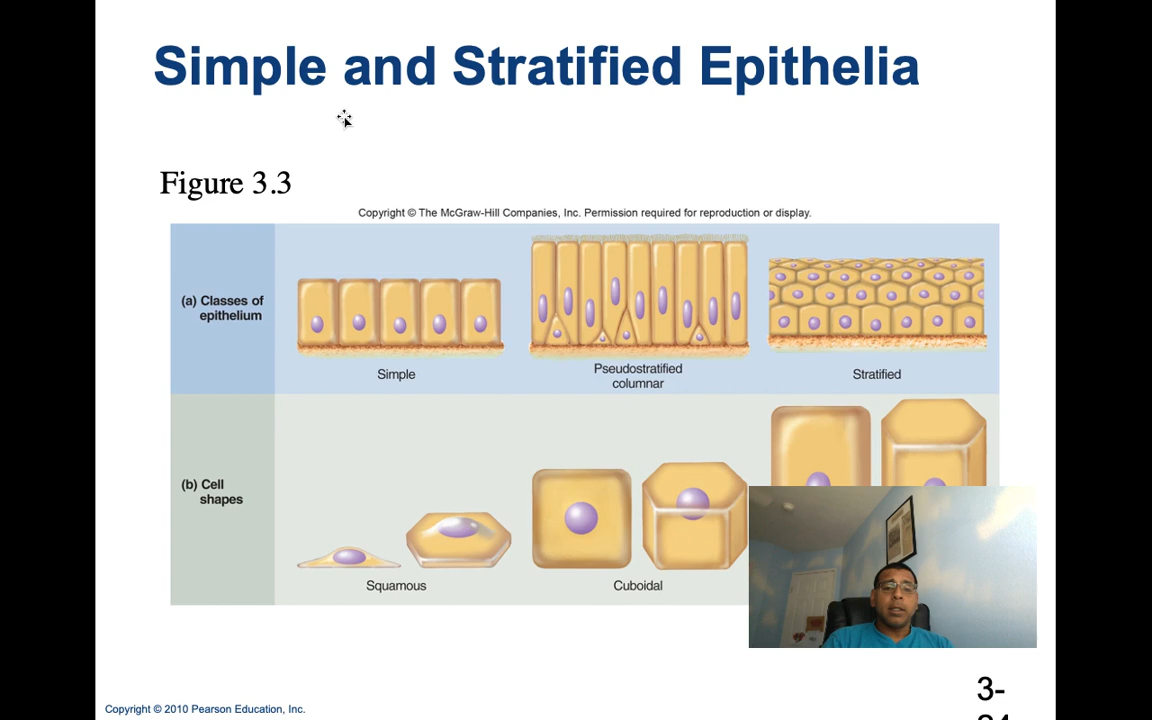 Simple and Stratified Epithelia
Figure 3.3
Copyright © The McGraw-Hill Companies, Inc. Permission required for reproduction or display.
(a) Classes of
epithelium
Simple
Pseudostratified
columnar
Stratified
(b) Cell
shapes
Squamous
Cuboidal
3-
Copyright © 2010 Pearson Education, Inc.